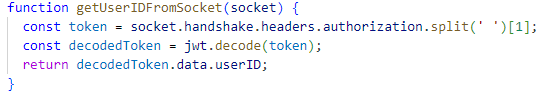 function getUserIDFromSocket(socket) {
  const token = socket.handshake.headers.authorization.split(' ')[1];
  const decodedToken = jwt.decode(token);
  return decodedToken.data.userID;
}